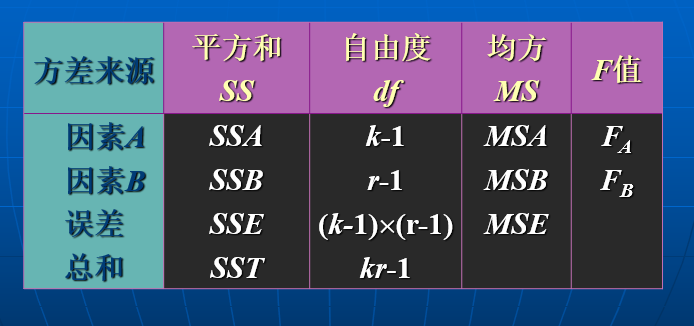 方差来源 平方和 SS 自由度 df 均方 MS F值
因素A SSA k-1 MSA FA
因素B SSB r-1 MSB FB
误差 SSE (k-1)×(r-1) MSE
总和 SST kr-1